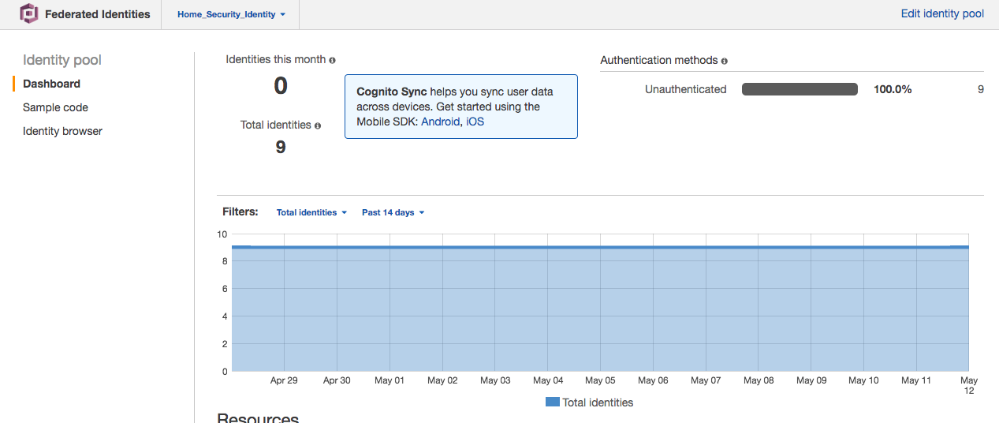 Federated Identities
Home_Security_Identity
Edit identity pool
Identity pool
Dashboard
Sample code
Identity browser
Identities this month
0
Total identities
9
Cognito Sync helps you sync user data
across devices. Get started using the
Mobile SDK: Android, iOS
Authentication methods
Unauthenticated 100.0% 9
Filters: Total identities Past 14 days
10
8
6
4
2
0
Apr 29 Apr 30 May 01 May 02 May 03 May 04 May 05 May 06 May 07 May 08 May 09 May 10 May 11 May
12
Total identities
Resources